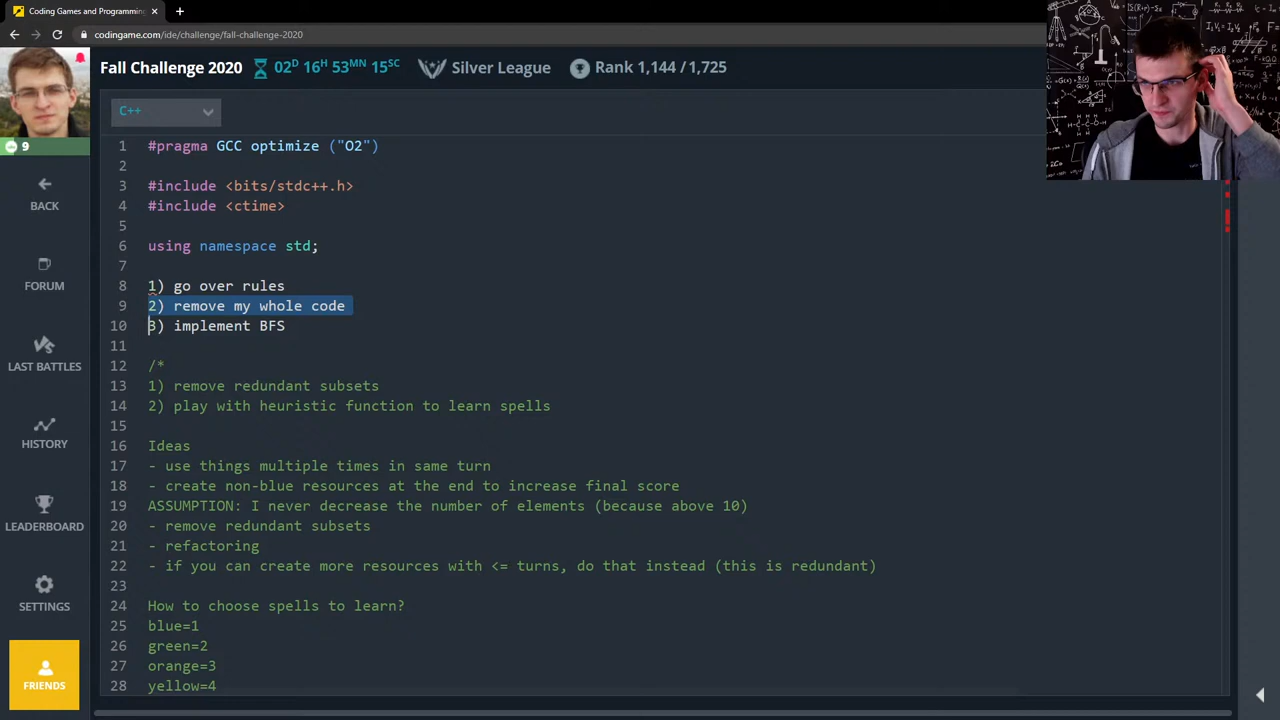 Coding Games and Programming
codingame.com/ide/challenge/fall-challenge-2020
Fall Challenge 2020
02D 16H 53MN 15SC
Silver League
Rank 1,144 / 1,725
9
BACK
FORUM
LAST BATTLES
HISTORY
LEADERBOARD
SETTINGS
FRIENDS
C++
1 #pragma GCC optimize ("O2")
2
3 #include <bits/stdc++.h>
4 #include <ctime>
5
6 using namespace std;
7
8 1) go over rules
9 2) remove my whole code
10 3) implement BFS
11
12 /*
13 1) remove redundant subsets
14 2) play with heuristic function to learn spells
15
16 Ideas
17 - use things multiple times in same turn
18 - create non-blue resources at the end to increase final score
19 ASSUMPTION: I never decrease the number of elements (because above 10)
20 - remove redundant subsets
21 - refactoring
22 - if you can create more resources with <= turns, do that instead (this is redundant)
23
24 How to choose spells to learn?
25 blue=1
26 green=2
27 orange=3
28 yellow=4